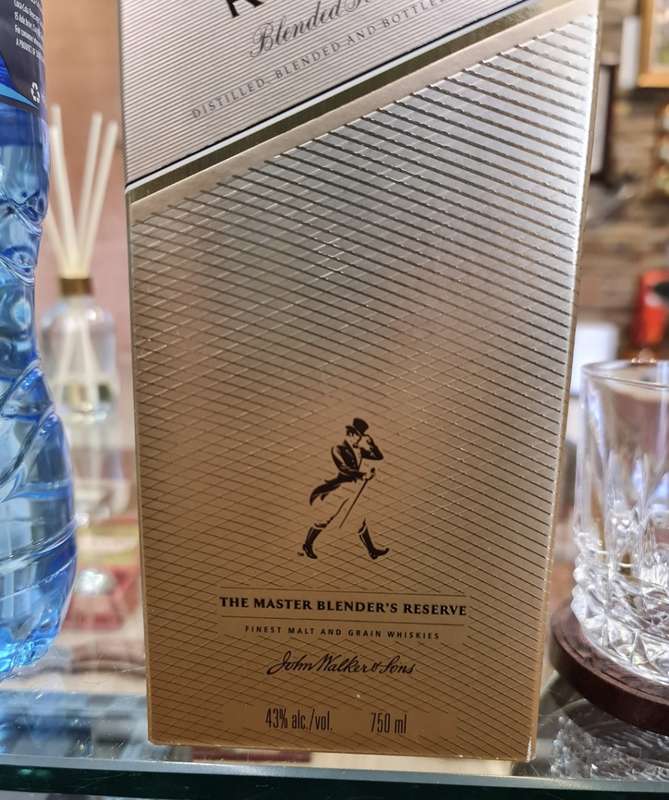 Blended
DISTILLED, BLENDED AND BOTTLED
THE MASTER BLENDER'S RESERVE
FINEST MALT AND GRAIN WHISKIES
John Walker & Sons
43% alc./vol. 750 ml